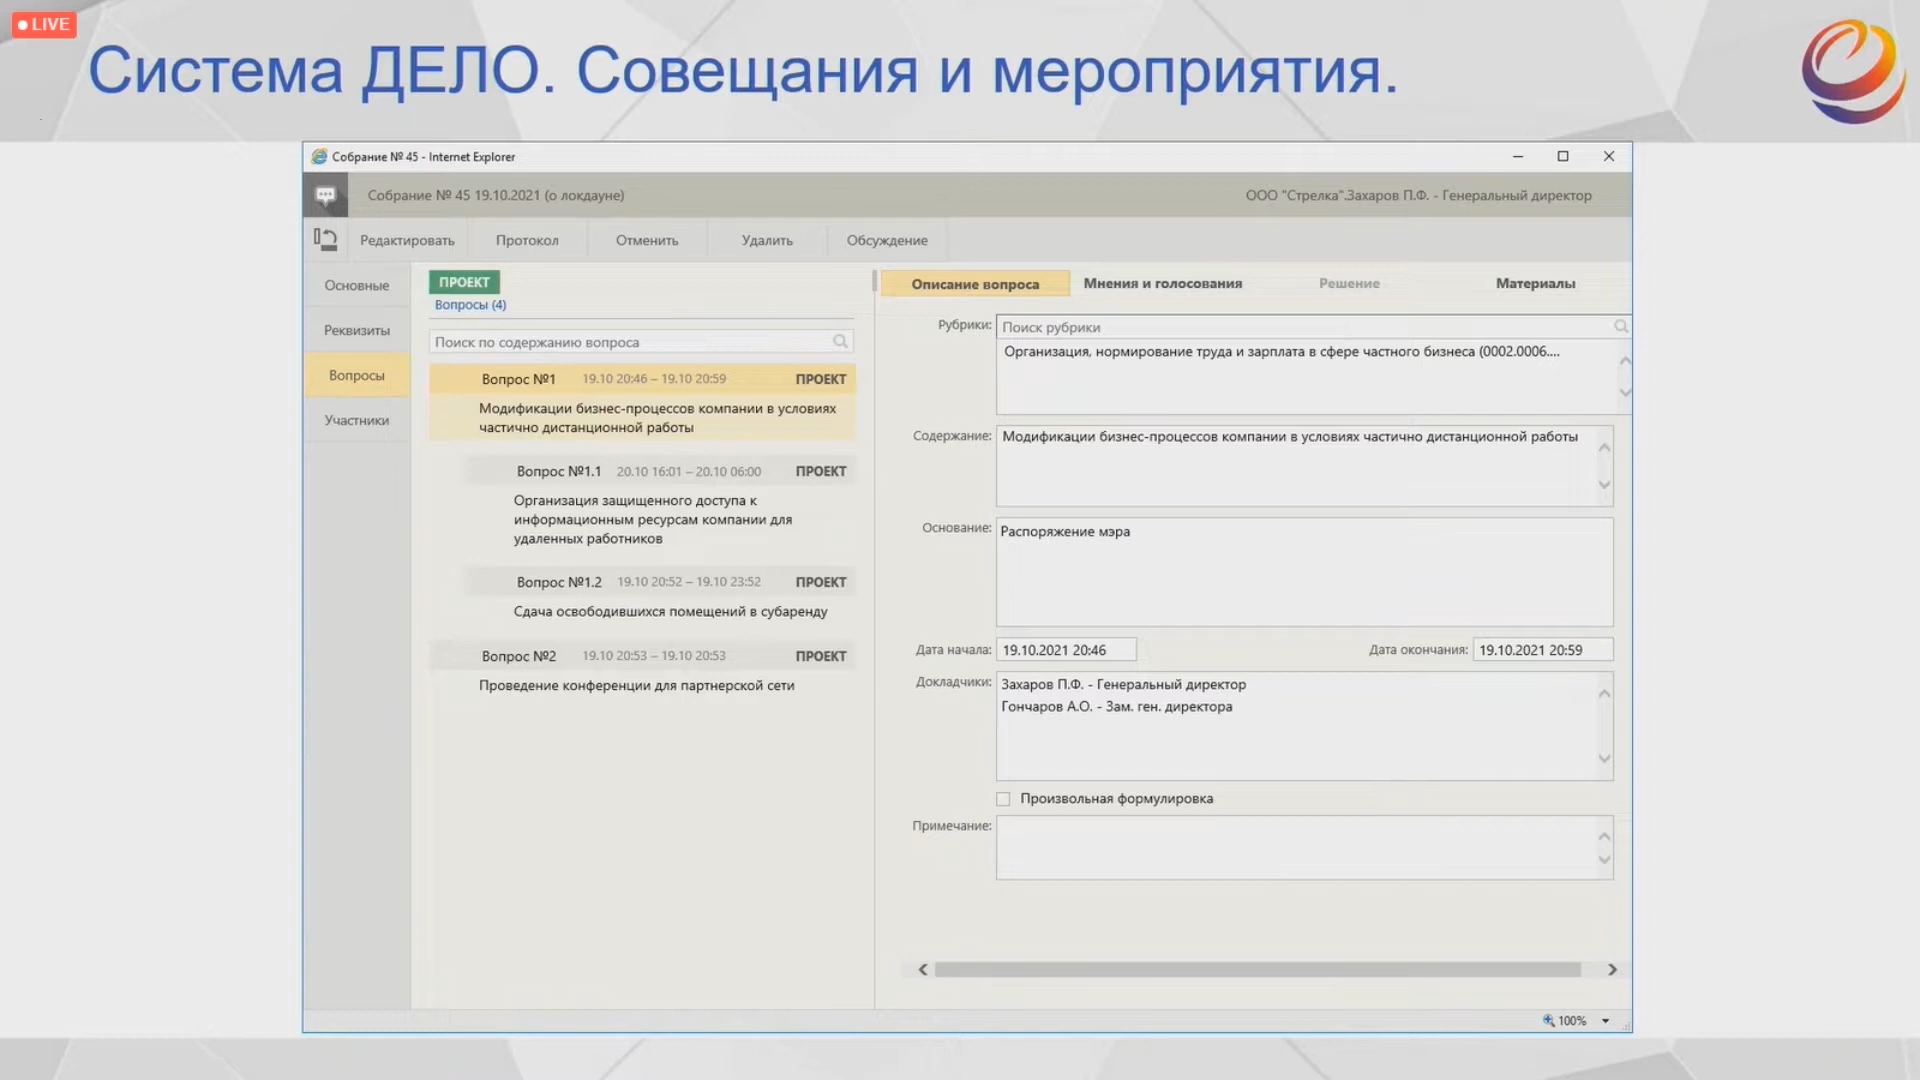 LIVE
Система ДЕЛО. Совещания и мероприятия.
Собрание № 45 - Internet Explorer
Собрание № 45 19.10.2021 (о локдауне)
ООО "Стрелка".Захаров П.Ф. - Генеральный директор
Редактировать
Протокол
Отменить
Удалить
Обсуждение
Основные
Реквизиты
Вопросы
Участники
ПРОЕКТ
Вопросы (4)
Поиск по содержанию вопроса
Вопрос №1 19.10 20:46 – 19.10 20:59 ПРОЕКТ
Модификации бизнес-процессов компании в условиях
частично дистанционной работы
Вопрос №1.1 20.10 16:01 – 20.10 06:00 ПРОЕКТ
Организация защищенного доступа к
информационным ресурсам компании для
удаленных работников
Вопрос №1.2 19.10 20:52 – 19.10 23:52 ПРОЕКТ
Сдача освободившихся помещений в субаренду
Вопрос №2 19.10 20:53 – 19.10 20:53 ПРОЕКТ
Проведение конференции для партнерской сети
Описание вопроса
Мнения и голосования
Решение
Материалы
Рубрики: Поиск рубрики
Организация, нормирование труда и зарплата в сфере частного бизнеса (0002.0006....
Содержание: Модификации бизнес-процессов компании в условиях частично дистанционной работы
Основание: Распоряжение мэра
Дата начала: 19.10.2021 20:46 Дата окончания: 19.10.2021 20:59
Докладчики: Захаров П.Ф. - Генеральный директор
Гончаров А.О. - Зам. ген. директора
Произвольная формулировка
Примечание:
100%